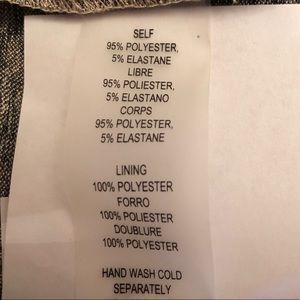 SELF
95% POLYESTER,
5% ELASTANE
LIBRE
95% POLIESTER,
5% ELASTANO
CORPS
95% POLYESTER,
5% ELASTANE
LINING
100% POLYESTER
FORRO
100% POLIESTER
DOUBLURE
100% POLYESTER
HAND WASH COLD
SEPARATELY